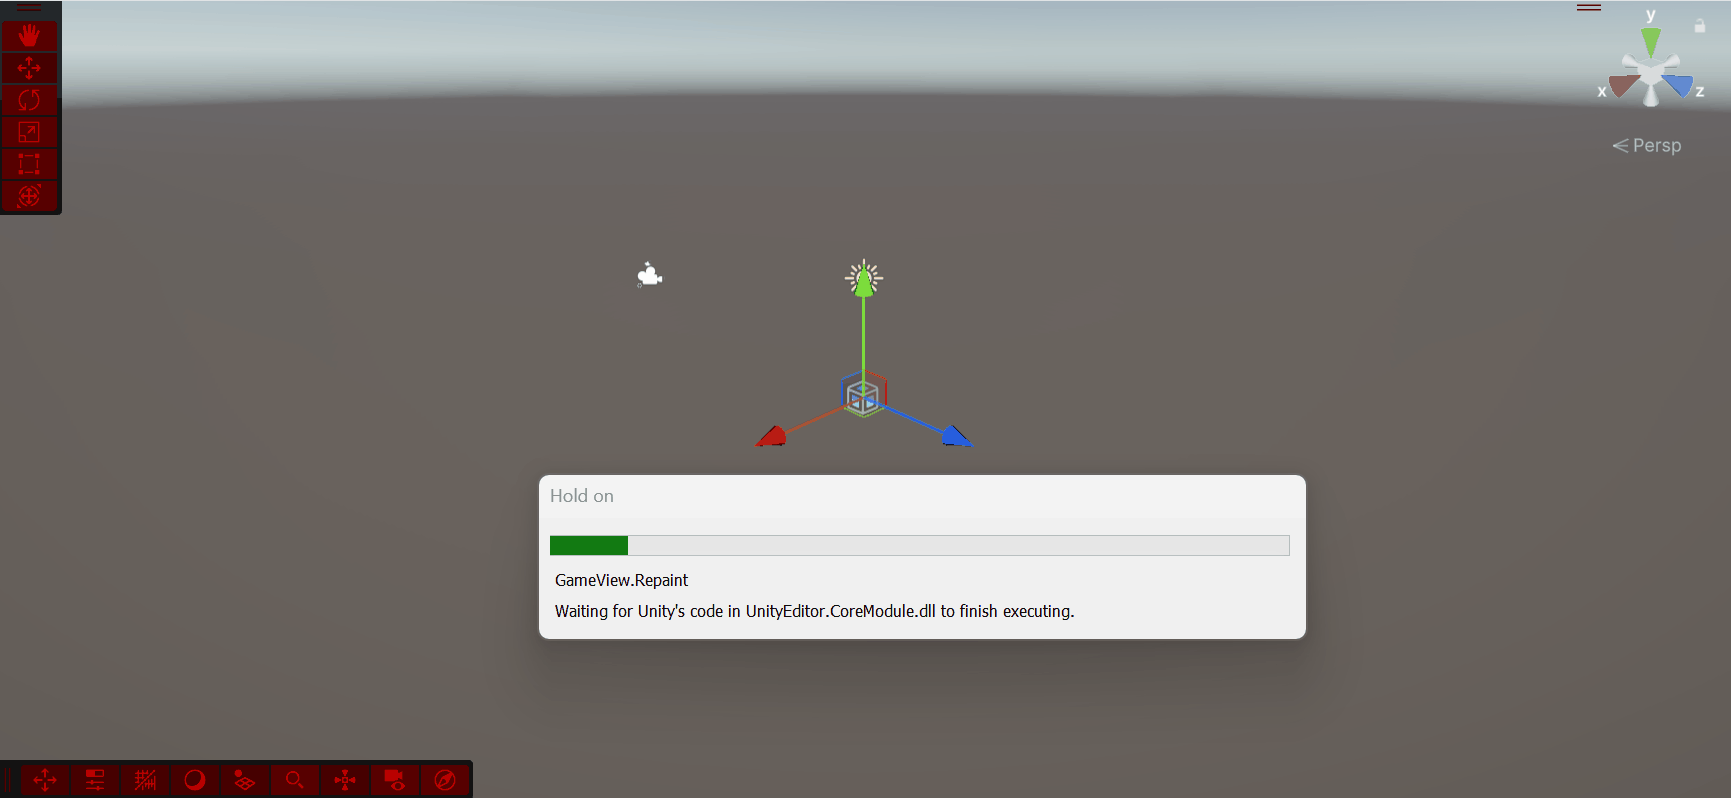 y
x
z
Persp
Hold on
GameView.Repaint
Waiting for Unity's code in UnityEditor.CoreModule.dll to finish executing.